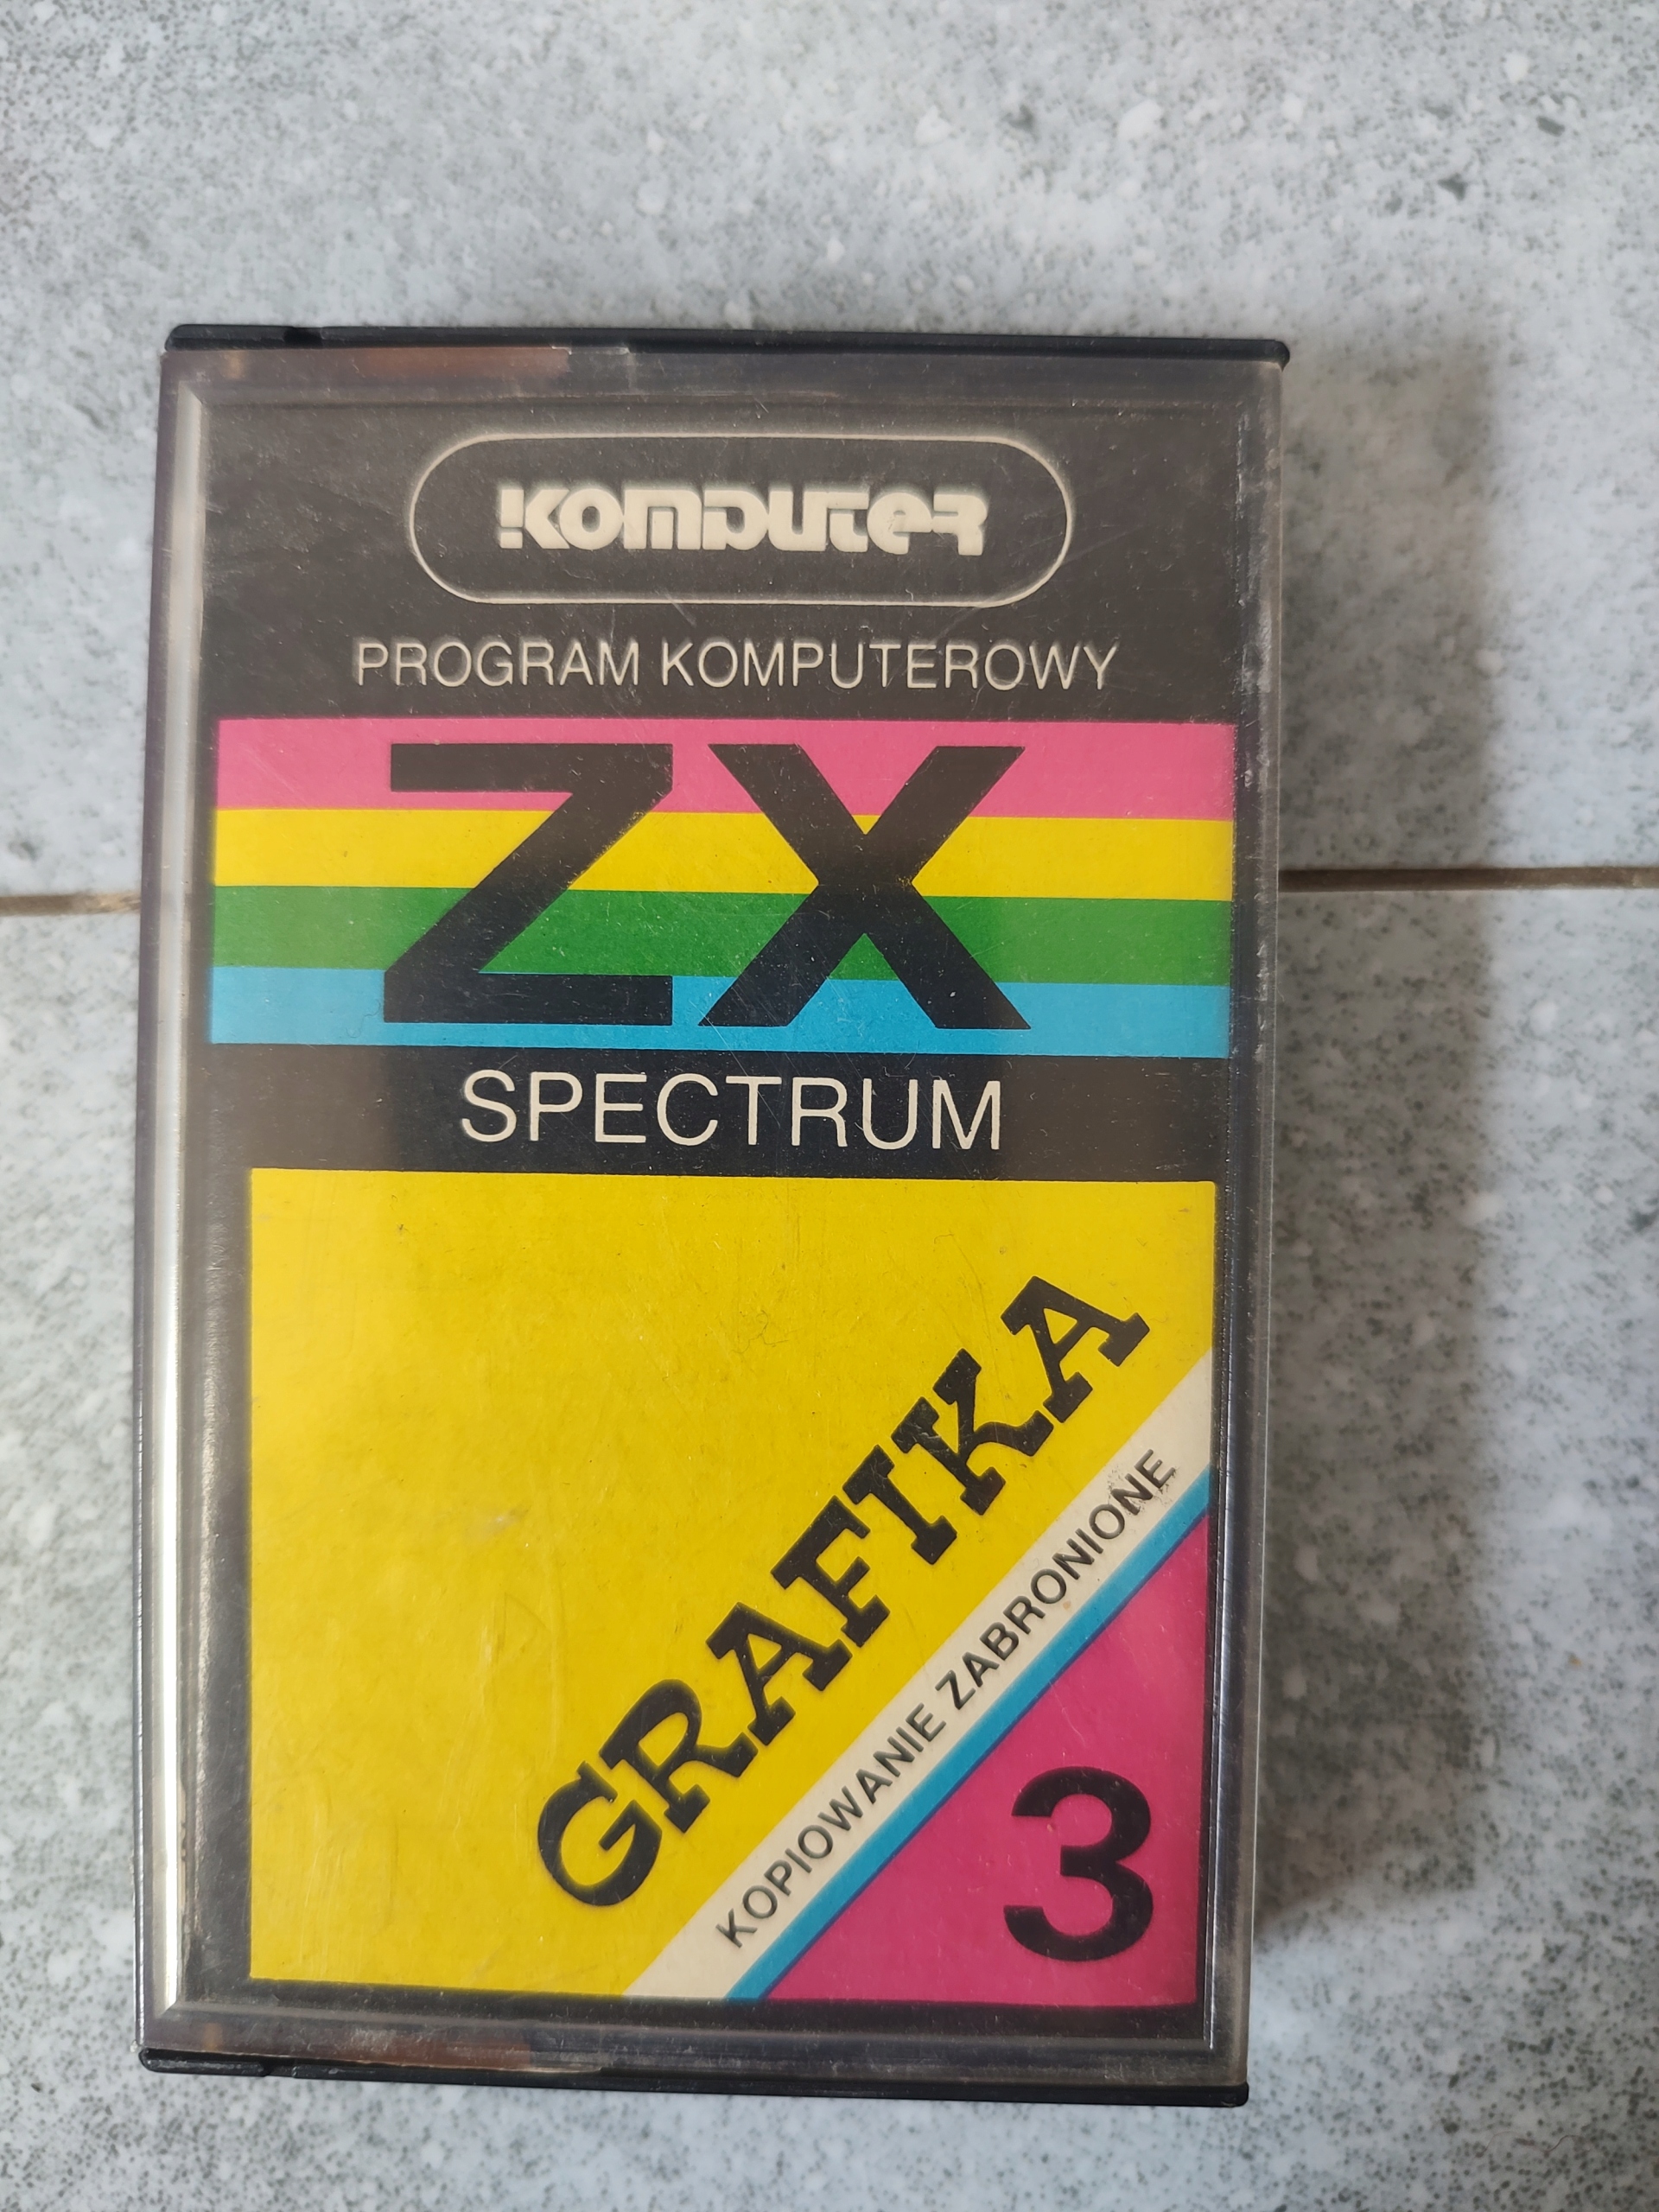 Komputer
PROGRAM KOMPUTEROWY
ZX
SPECTRUM
GRAFIKA
KOPIOWANIE ZABRONIONE
3